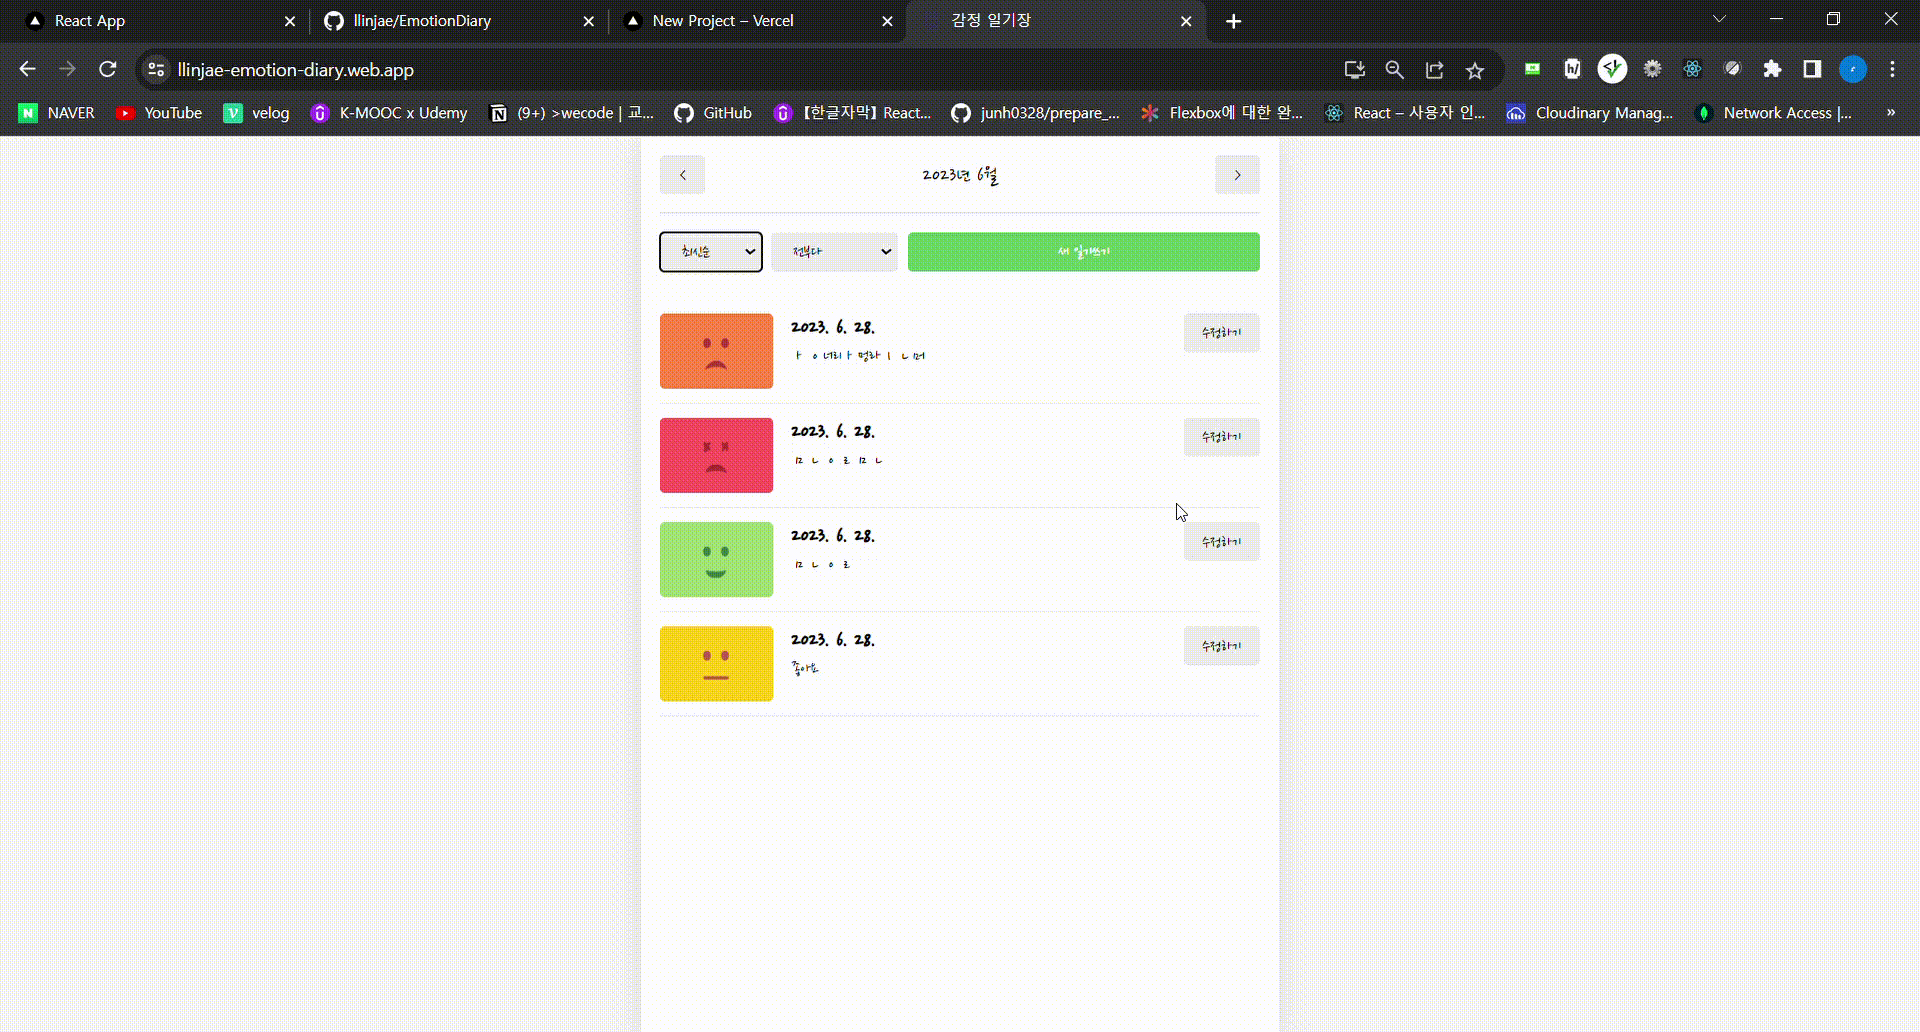 React App
llinjae/EmotionDiary
New Project – Vercel
감정 일기장
llinjae-emotion-diary.web.app
NAVER
YouTube
velog
K-MOOC x Udemy
(9+) >wecode | 교...
GitHub
【한글자막】 React...
junh0328/prepare_...
Flexbox에 대한 완...
React – 사용자 인...
Cloudinary Manag...
Network Access |...
2023년 6월
최신순
전부다
새 일기쓰기
2023. 6. 28.
ㅏ ㅇ너리ㅏ멍라ㅣㄴ머
수정하기
2023. 6. 28.
ㅁㄴㅇㄹㅁㄴ
수정하기
2023. 6. 28.
ㅁㄴㅇㄹ
수정하기
2023. 6. 28.
좋아요
수정하기